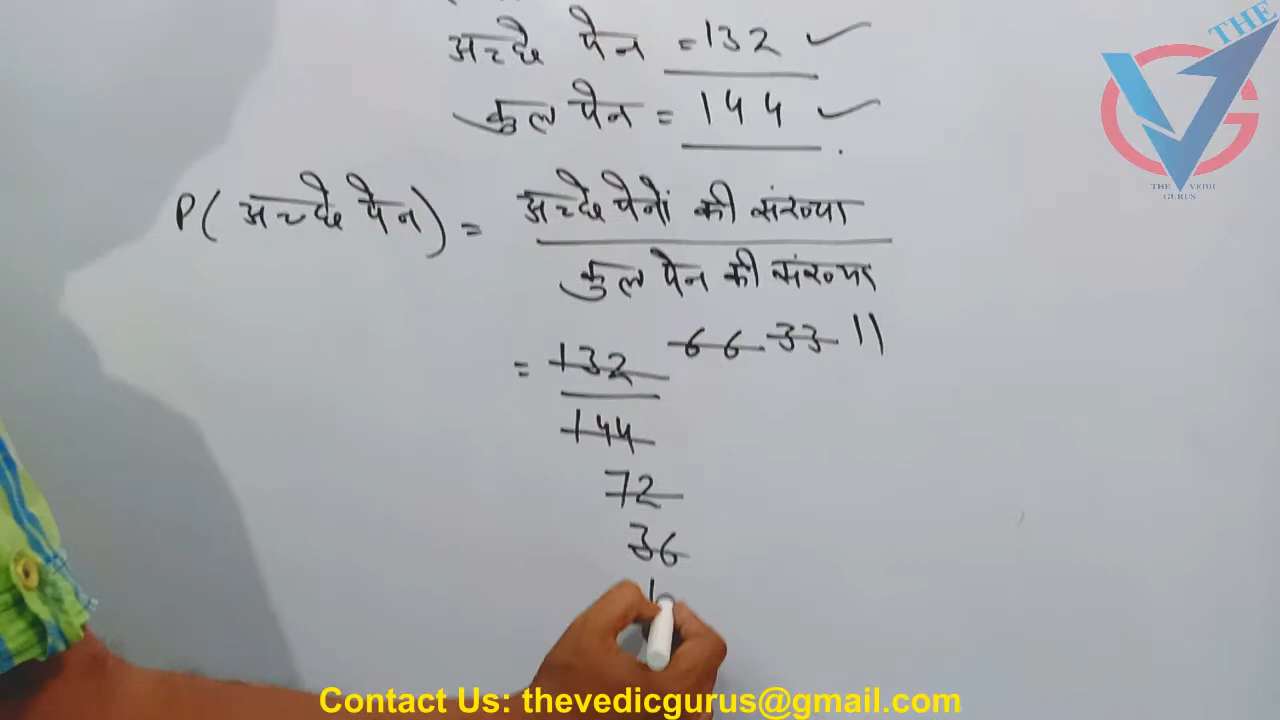 अच्छे पेन = 132
कुल पेन = 144
P( अच्छे पेन) = अच्छे पेनों की संख्या
कुल पेन की संख्या
= 132 66 33 11
144
72
36
1
THE
THE VEDIC
GURUS
Contact Us: thevedicgurus@gmail.com